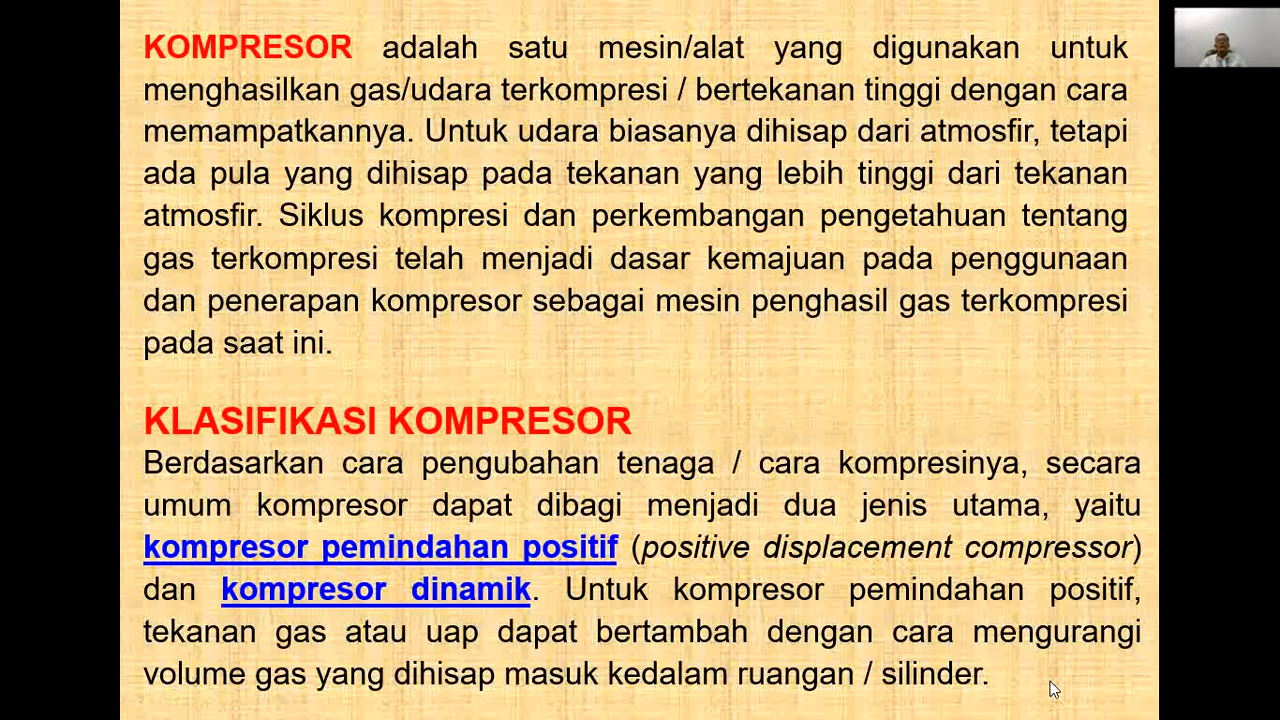 KOMPRESOR adalah satu mesin/alat yang digunakan untuk
menghasilkan gas/udara terkompresi / bertekanan tinggi dengan cara
memampatkannya. Untuk udara biasanya dihisap dari atmosfir, tetapi
ada pula yang dihisap pada tekanan yang lebih tinggi dari tekanan
atmosfir. Siklus kompresi dan perkembangan pengetahuan tentang
gas terkompresi telah menjadi dasar kemajuan pada penggunaan
dan penerapan kompresor sebagai mesin penghasil gas terkompresi
pada saat ini.
KLASIFIKASI KOMPRESOR
Berdasarkan cara pengubahan tenaga / cara kompresinya, secara
umum kompresor dapat dibagi menjadi dua jenis utama, yaitu
kompresor pemindahan positif (positive displacement compressor)
dan kompresor dinamik. Untuk kompresor pemindahan positif,
tekanan gas atau uap dapat bertambah dengan cara mengurangi
volume gas yang dihisap masuk kedalam ruangan / silinder.